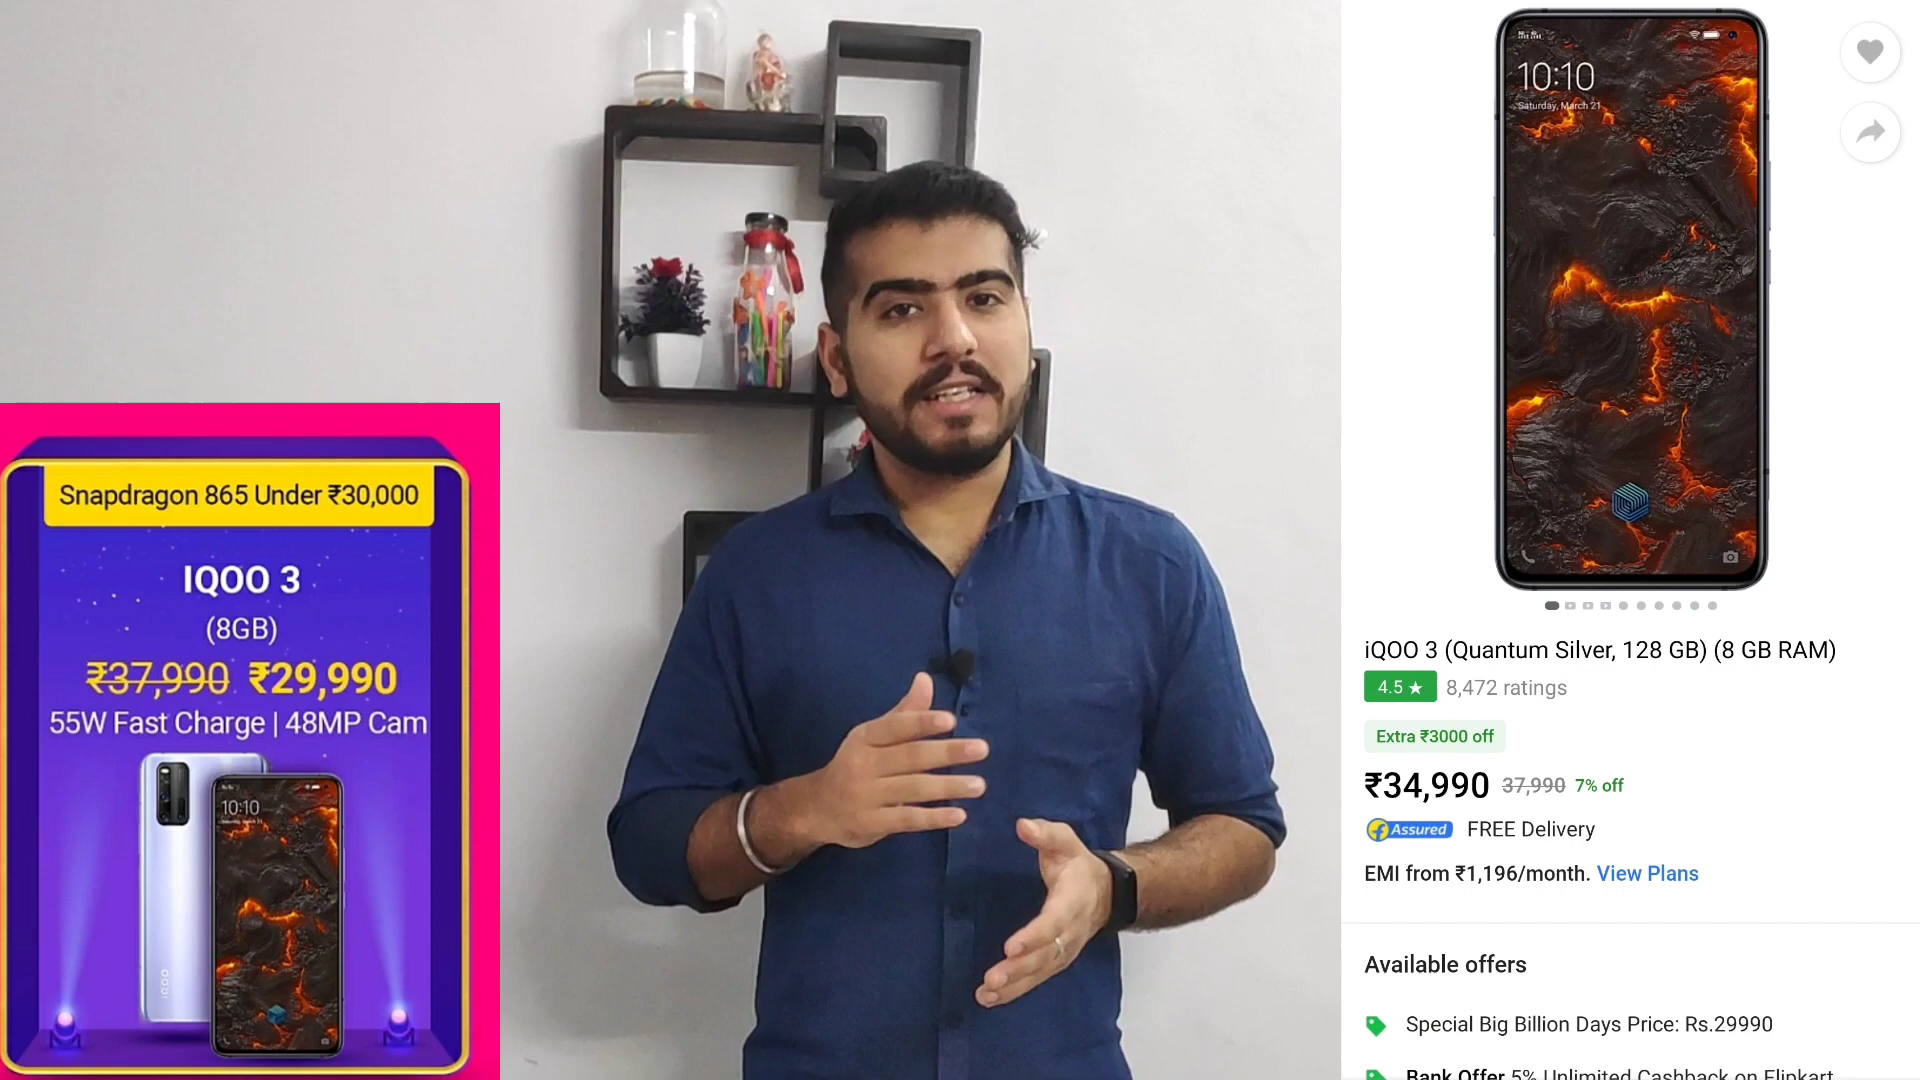 Snapdragon 865 Under ₹30,000
IQOO 3
(8GB)
₹37,990 ₹29,990
55W Fast Charge | 48MP Cam
10:10
iQOO
10:10
Saturday, March 21
iQOO 3 (Quantum Silver, 128 GB) (8 GB RAM)
4.5 ★ 8,472 ratings
Extra ₹3000 off
₹34,990 37,990 7% off
Assured FREE Delivery
EMI from ₹1,196/month. View Plans
Available offers
Special Big Billion Days Price: Rs.29990
Bank Offer 5% Unlimited Cashback on Flipkart